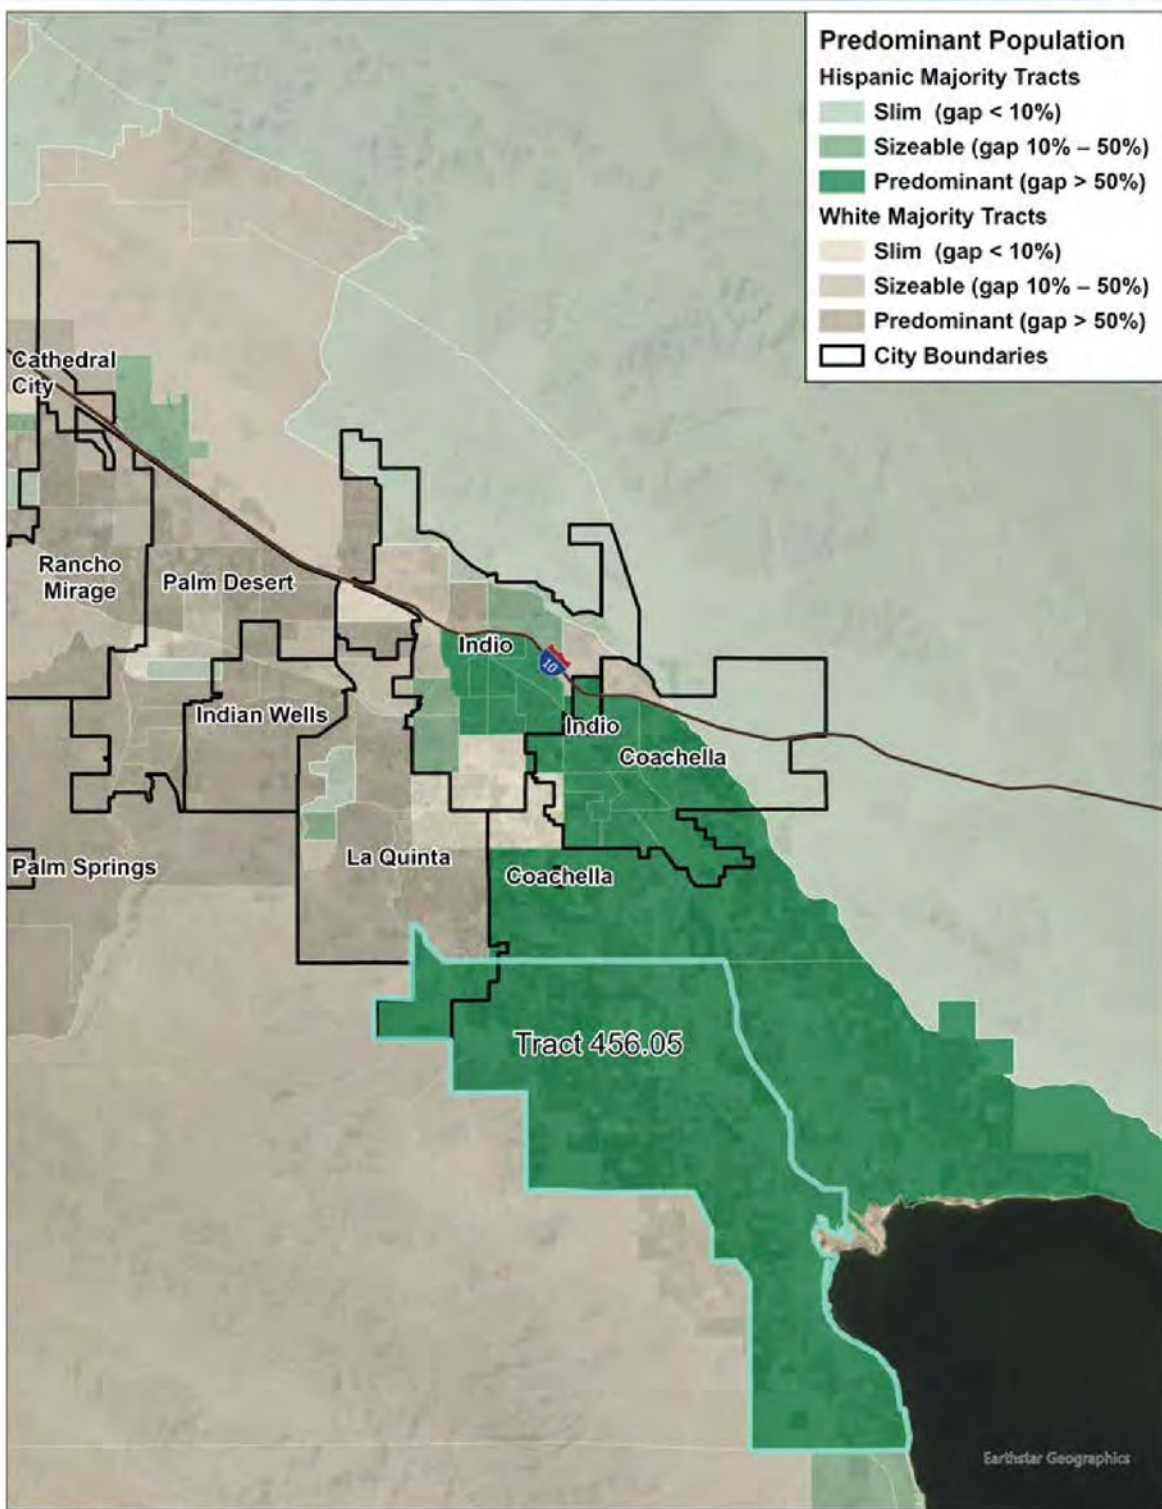 Predominant Population
Hispanic Majority Tracts
Slim (gap < 10%)
Sizeable (gap 10% – 50%)
Predominant (gap > 50%)
White Majority Tracts
Slim (gap < 10%)
Sizeable (gap 10% – 50%)
Predominant (gap > 50%)
City Boundaries
Cathedral
City
Rancho
Mirage
Palm Desert
Indio
10
Indian Wells
Indio
Coachella
La Quinta
Palm Springs
Coachella
Tract 456.05
Earthstar Geographics